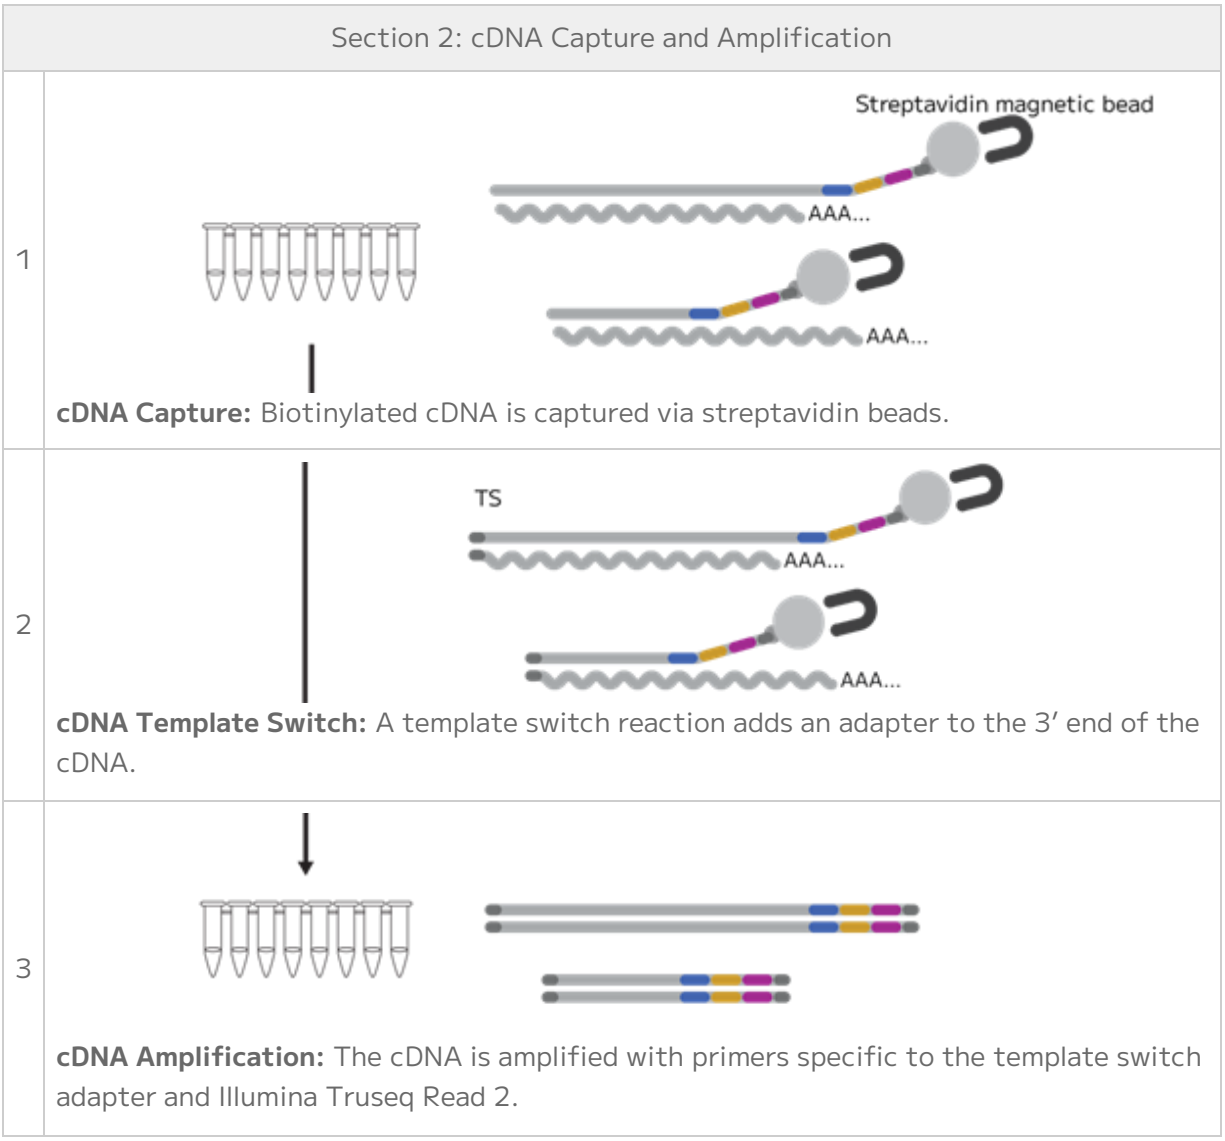 Section 2: cDNA Capture and Amplification
1
Streptavidin magnetic bead
AAA...
AAA...
cDNA Capture: Biotinylated cDNA is captured via streptavidin beads.
2
TS
AAA...
AAA...
cDNA Template Switch: A template switch reaction adds an adapter to the 3′ end of the
cDNA.
3
cDNA Amplification: The cDNA is amplified with primers specific to the template switch
adapter and Illumina Truseq Read 2.